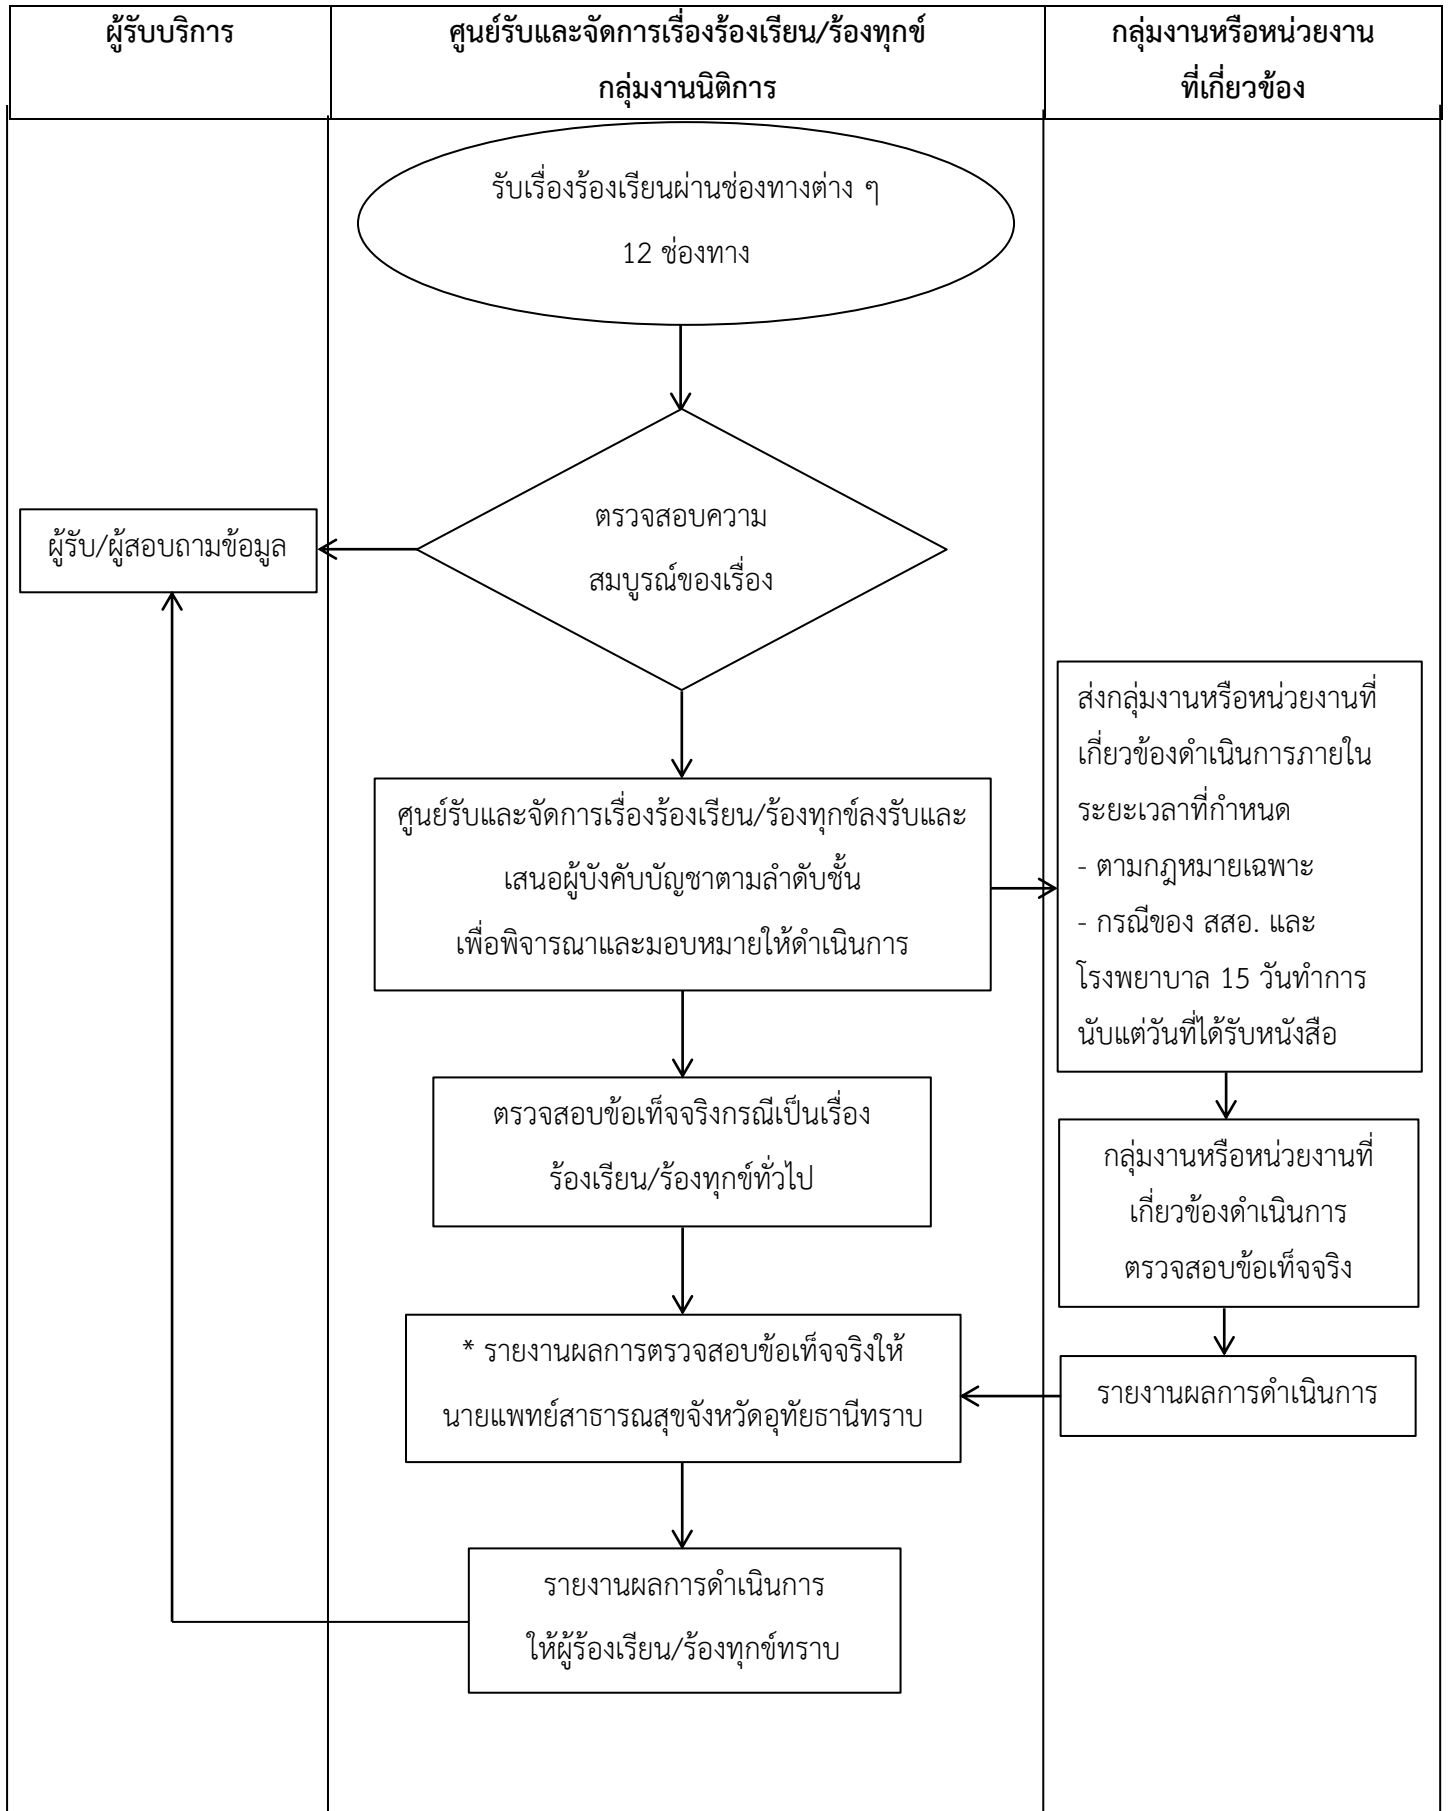 ผู้รับบริการ
ศูนย์รับและจัดการเรื่องร้องเรียน/ร้องทุกข์
กลุ่มงานนิติการ
กลุ่มงานหรือหน่วยงาน
ที่เกี่ยวข้อง
รับเรื่องร้องเรียนผ่านช่องทางต่าง ๆ
12 ช่องทาง
ตรวจสอบความ
สมบูรณ์ของเรื่อง
ผู้รับ/ผู้สอบถามข้อมูล
ศูนย์รับและจัดการเรื่องร้องเรียน/ร้องทุกข์ลงรับและ
เสนอผู้บังคับบัญชาตามลำดับชั้น
เพื่อพิจารณาและมอบหมายให้ดำเนินการ
ส่งกลุ่มงานหรือหน่วยงานที่
เกี่ยวข้องดำเนินการภายใน
ระยะเวลาที่กำหนด
- ตามกฎหมายเฉพาะ
- กรณีของ สสอ. และ
โรงพยาบาล 15 วันทำการ
นับแต่วันที่ได้รับหนังสือ
ตรวจสอบข้อเท็จจริงกรณีเป็นเรื่อง
ร้องเรียน/ร้องทุกข์ทั่วไป
กลุ่มงานหรือหน่วยงานที่
เกี่ยวข้องดำเนินการ
ตรวจสอบข้อเท็จจริง
* รายงานผลการตรวจสอบข้อเท็จจริงให้
นายแพทย์สาธารณสุขจังหวัดอุทัยธานีทราบ
รายงานผลการดำเนินการ
รายงานผลการดำเนินการ
ให้ผู้ร้องเรียน/ร้องทุกข์ทราบ